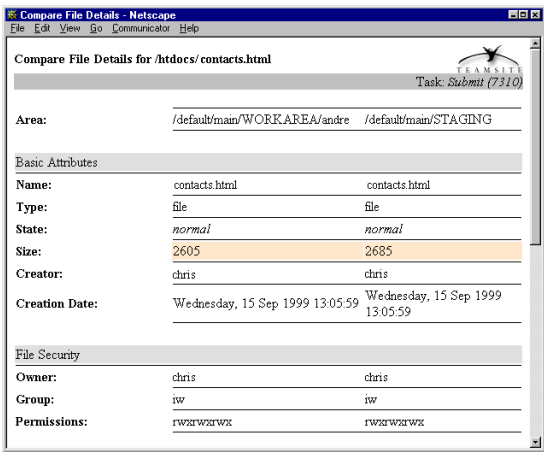 Compare File Details - Netscape
File Edit View Go Communicator Help
Compare File Details for /htdocs/contacts.html
TEAMSITE
Task: Submit (7310)
Area: /default/main/WORKAREA/andre /default/main/STAGING
Basic Attributes
Name: contacts.html contacts.html
Type: file file
State: normal normal
Size: 2605 2685
Creator: chris chris
Creation Date: Wednesday, 15 Sep 1999 13:05:59 Wednesday, 15 Sep 1999
13:05:59
File Security
Owner: chris chris
Group: iw iw
Permissions: rwxrwxrwx rwxrwxrwx